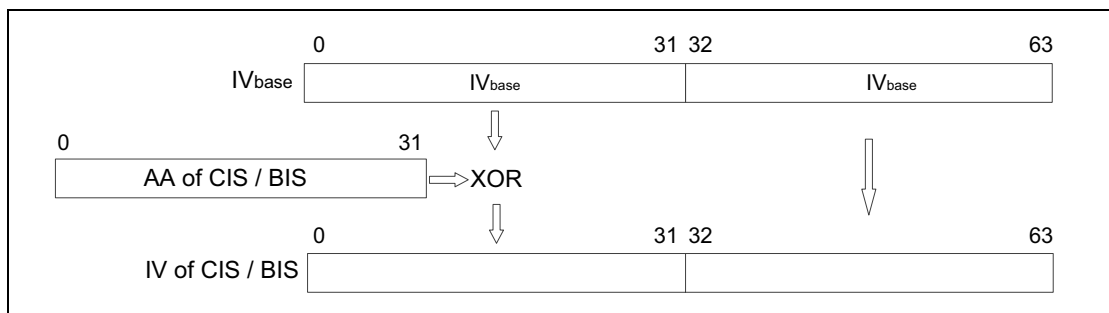 0 31 32 63
IVbase IVbase IVbase
0 31
AA of CIS / BIS XOR
0 31 32 63
IV of CIS / BIS